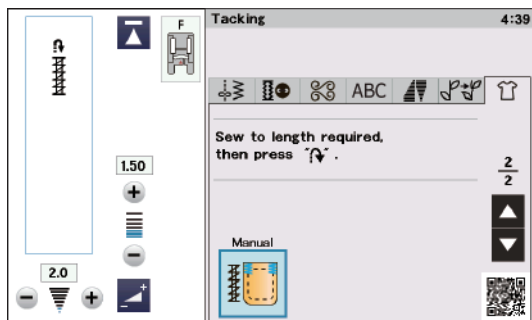 F
Tacking
4:39
ABC
Sew to length required,
then press "↷".
2
2
1.50
+
−
Manual
2.0
−
+